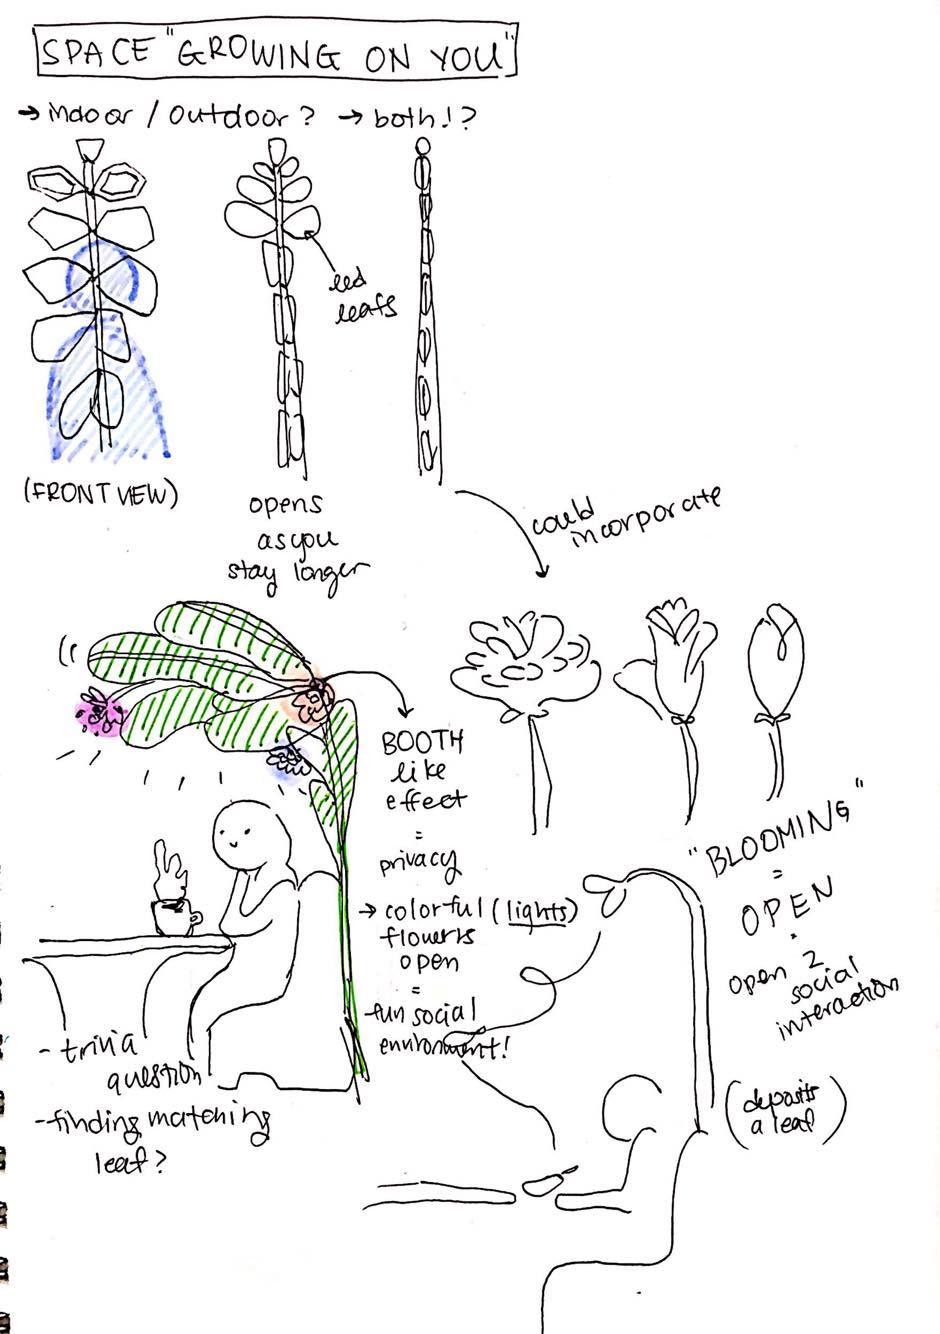 SPACE "GROWING ON YOU"
→ indoor / outdoor? → both!?
led
leafs
(FRONT VIEW)
opens
as you
stay longer
could
incorporate
BOOTH
like
effect
=
privacy
→ colorful (lights)
flowers
open
=
fun social
environment!
"BLOOMING"
=
OPEN
open 2
social
interaction
- trivia
question
- finding matching
leaf?
(deposits
a leaf)